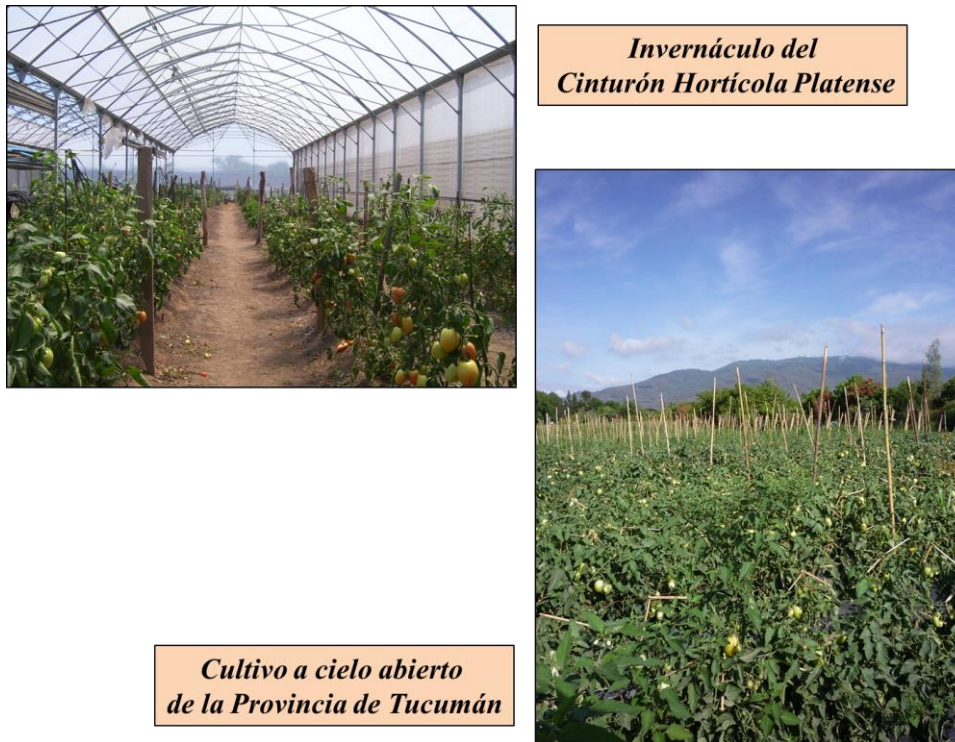 Invernáculo del
Cinturón Hortícola Platense
Cultivo a cielo abierto
de la Provincia de Tucumán